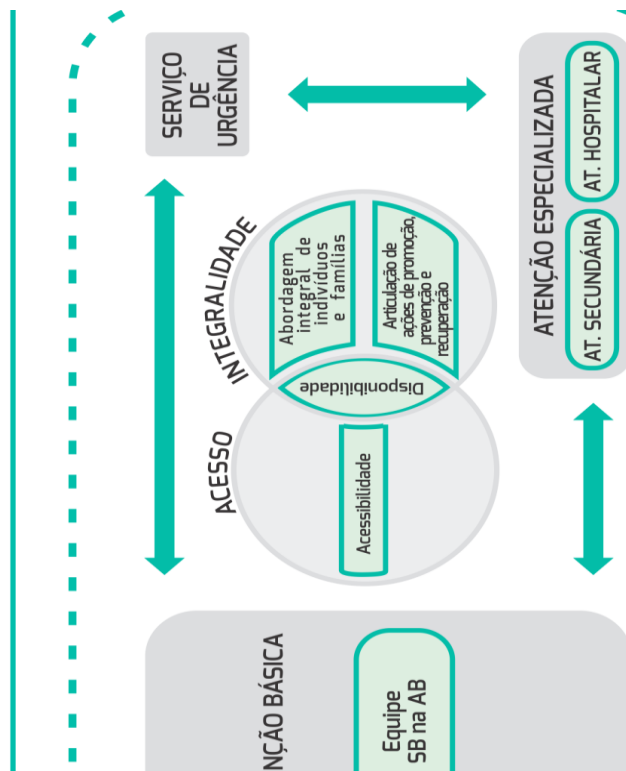 SERVIÇO
DE
URGÊNCIA
ATENÇÃO ESPECIALIZADA
AT. HOSPITALAR
AT. SECUNDÁRIA
INTEGRALIDADE
Abordagem
integral de
indivíduos
e famílias
Articulação de
ações de promoção,
prevenção e
recuperação
Disponibilidade
ACESSO
Acessibilidade
NÇÃO BÁSICA
Equipe
SB na AB